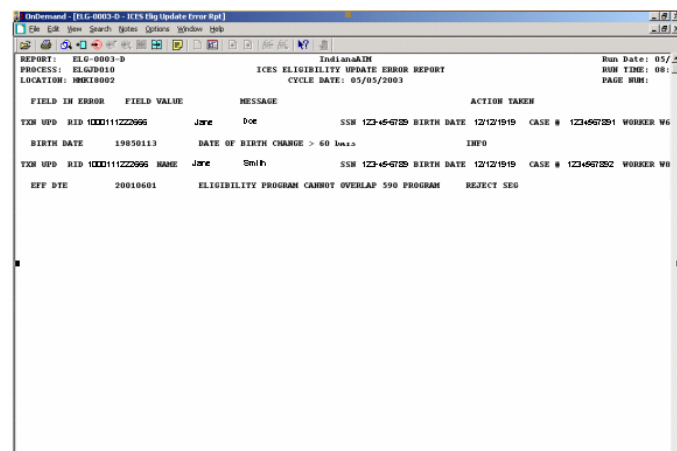 OnDemand - [ELG-0003-D - ICES Elig Update Error Rpt]
File Edit View Search Notes Options Window Help
REPORT: ELG-0003-D IndianaAIM Run Date: 05/
PROCESS: ELGJD010 ICES ELIGIBILITY UPDATE ERROR REPORT RUN TIME: 08:
LOCATION: HMKI8002 CYCLE DATE: 05/05/2003 PAGE NUM:
FIELD IN ERROR FIELD VALUE MESSAGE ACTION TAKEN
TXN UPD RID 1000111222666 Jane Doe SSN 123-45-6789 BIRTH DATE 12/12/1919 CASE # 1234567891 WORKER W6
BIRTH DATE 19850113 DATE OF BIRTH CHANGE > 60 INFO
TXN UPD RID 1000111222666 NAME Jane Smith SSN 123-45-6789 BIRTH DATE 12/12/1919 CASE # 1234567892 WORKER W0
EFF DTE 20010601 ELIGIBILITY PROGRAM CANNOT OVERLAP 590 PROGRAM REJECT SEG